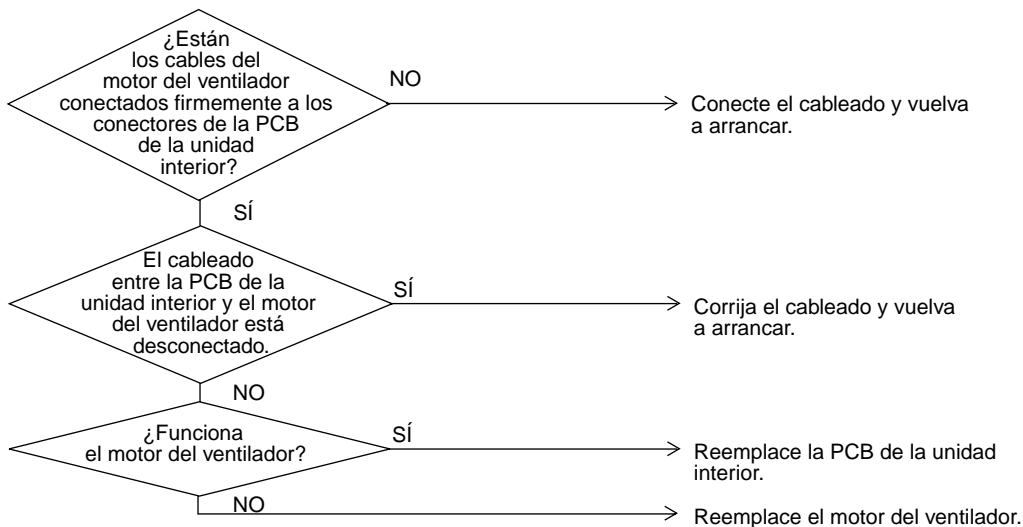 ¿Están
los cables del
motor del ventilador
conectados firmemente a los
conectores de la PCB
de la unidad
interior?
NO
Conecte el cableado y vuelva
a arrancar.
SÍ
El cableado
entre la PCB de la
unidad interior y el motor
del ventilador está
desconectado.
SÍ
Corrija el cableado y vuelva
a arrancar.
NO
¿Funciona
el motor del ventilador?
SÍ
Reemplace la PCB de la unidad
interior.
NO
Reemplace el motor del ventilador.